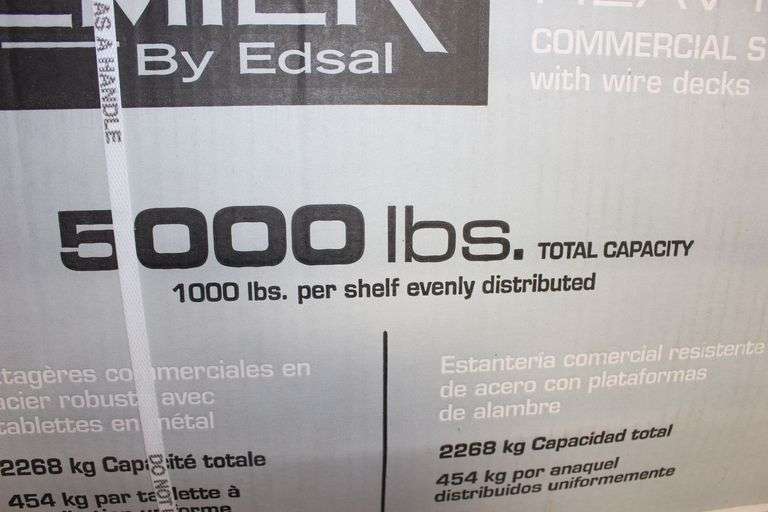 By Edsal
COMMERCIAL
with wire decks
AS A HANDLE
5000 lbs. TOTAL CAPACITY
1000 lbs. per shelf evenly distributed
commerciales en
acier robuste avec
tablettes en métal
2268 kg Capacité totale
454 kg par tablette à
Estantería comercial resistente
de acero con plataformas
de alambre
2268 kg Capacidad total
454 kg por anaquel
distribuidos uniformemente
DO NOT